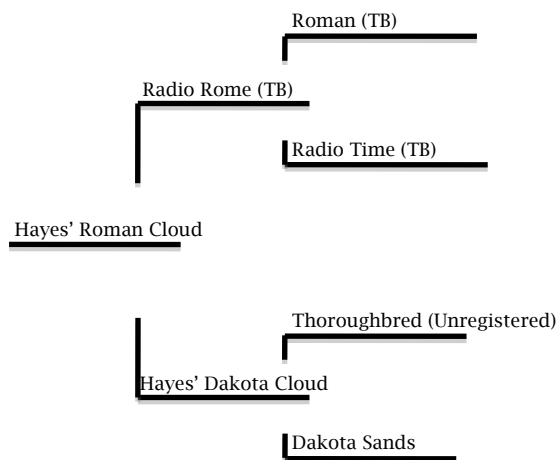 Roman (TB)
Radio Rome (TB)
Radio Time (TB)
Hayes’ Roman Cloud
Thoroughbred (Unregistered)
Hayes’ Dakota Cloud
Dakota Sands